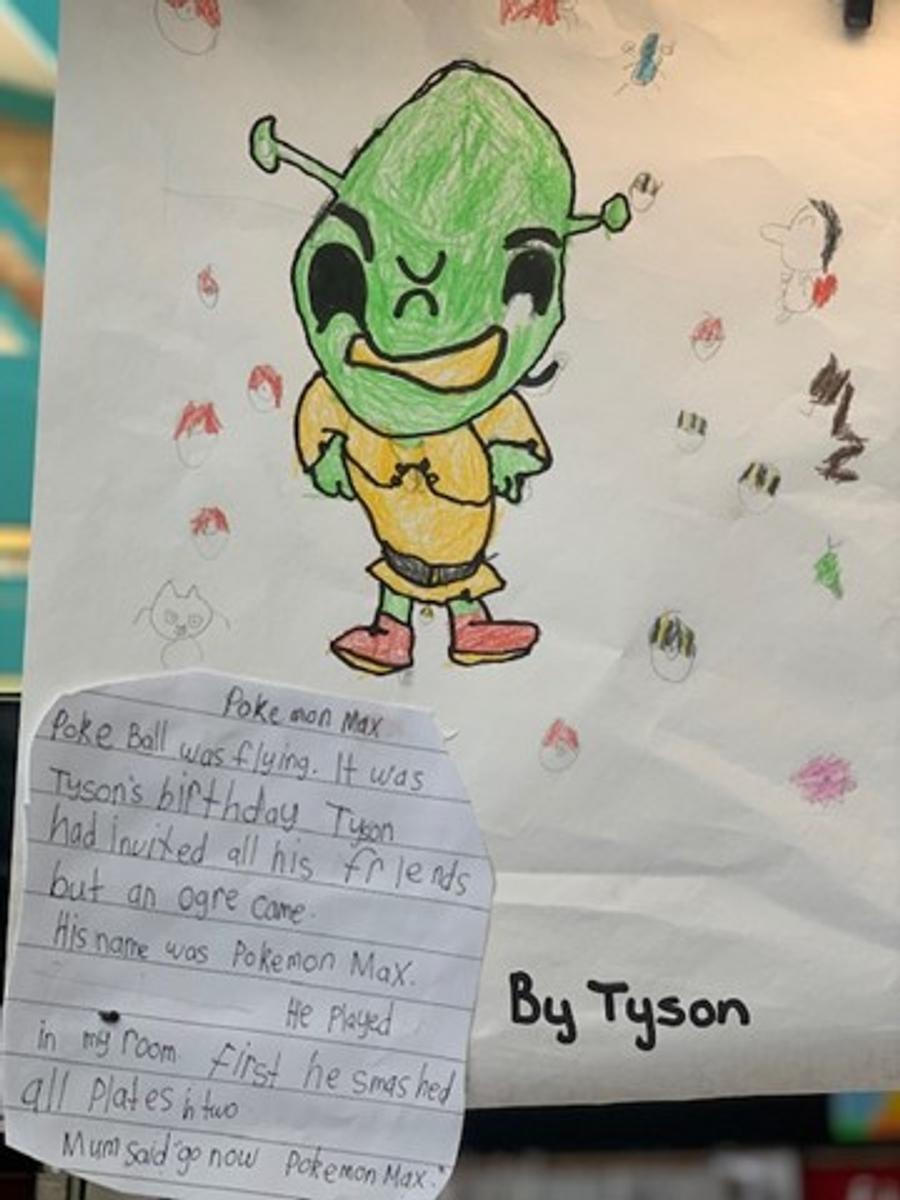 Pokemon Max
Poke Ball was flying. It was
Tyson's birthday Tyson
had invited all his friends
but an ogre came.
His name was Pokemon Max.
He Played
in my room. First he smashed
all Plates in two
Mum said "go now Pokemon Max."
By Tyson